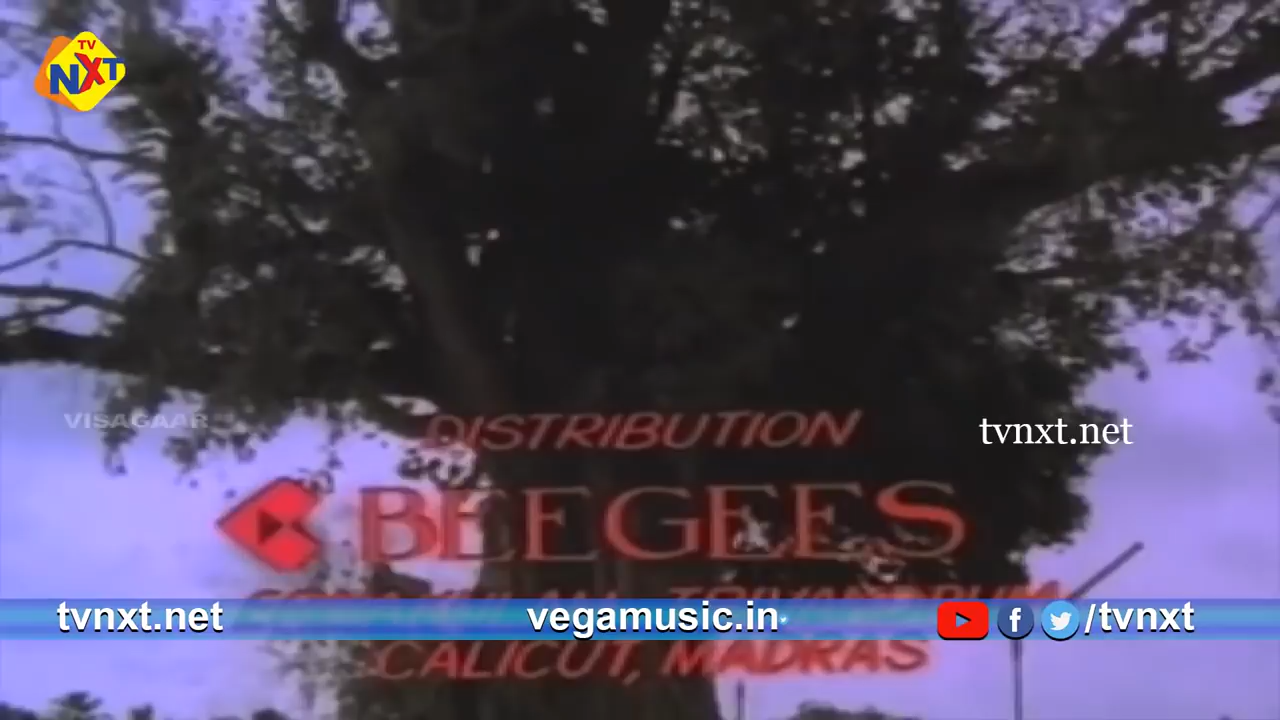 TV
NXT
VISAGAAR
DISTRIBUTION
tvnxt.net
BEEGEES
tvnxt.net
vegamusic.in
/tvnxt
CALICUT, MADRAS